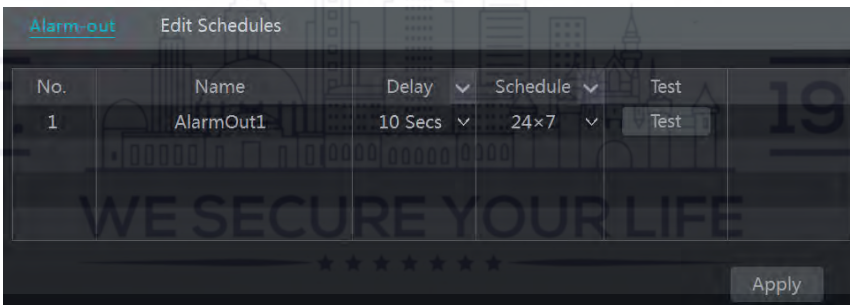 Alarm-out Edit Schedules
No. Name Delay Schedule Test
1 AlarmOut1 10 Secs 24×7 Test
19
WE SECURE YOUR LIFE
Apply